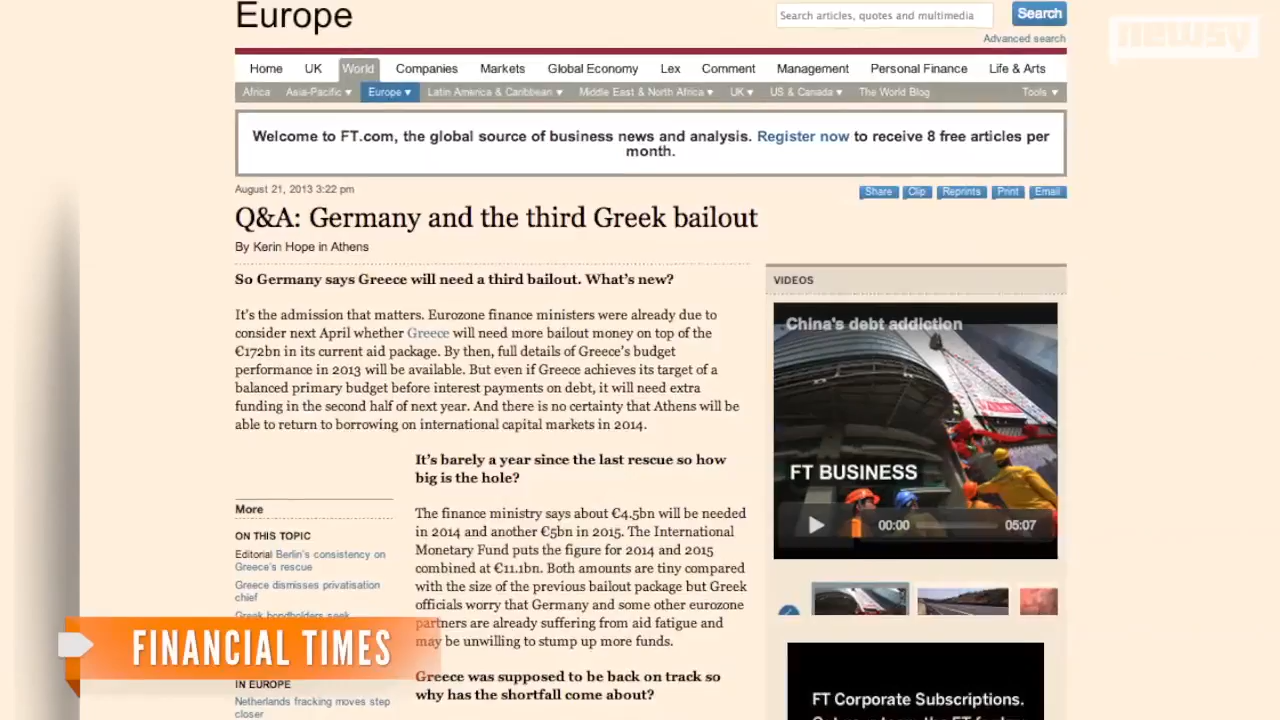 Europe
Search articles, quotes and multimedia
Search
Advanced search
newsy
Home UK World Companies Markets Global Economy Lex Comment Management Personal Finance Life & Arts
Africa Asia-Pacific Europe Latin America & Caribbean Middle East & North Africa UK US & Canada The World Blog Tools
Welcome to FT.com, the global source of business news and analysis. Register now to receive 8 free articles per
month.
August 21, 2013 3:22 pm
Share Clip Reprints Print Email
Q&A: Germany and the third Greek bailout
By Kerin Hope in Athens
So Germany says Greece will need a third bailout. What's new?
It's the admission that matters. Eurozone finance ministers were already due to
consider next April whether Greece will need more bailout money on top of the
€172bn in its current aid package. By then, full details of Greece's budget
performance in 2013 will be available. But even if Greece achieves its target of a
balanced primary budget before interest payments on debt, it will need extra
funding in the second half of next year. And there is no certainty that Athens will be
able to return to borrowing on international capital markets in 2014.
It's barely a year since the last rescue so how
big is the hole?
The finance ministry says about €4.5bn will be needed
in 2014 and another €5bn in 2015. The International
Monetary Fund puts the figure for 2014 and 2015
combined at €11.1bn. Both amounts are tiny compared
with the size of the previous bailout package but Greek
officials worry that Germany and some other eurozone
partners are already suffering from aid fatigue and
may be unwilling to stump up more funds.
Greece was supposed to be back on track so
why has the shortfall come about?
More
ON THIS TOPIC
Editorial Berlin's consistency on
Greece's rescue
Greece dismisses privatisation
chief
Greek bondholders seek
FINANCIAL TIMES
IN EUROPE
Netherlands fracking moves step
closer
VIDEOS
China's debt addiction
FT BUSINESS
00:00 05:07
FT Corporate Subscriptions.